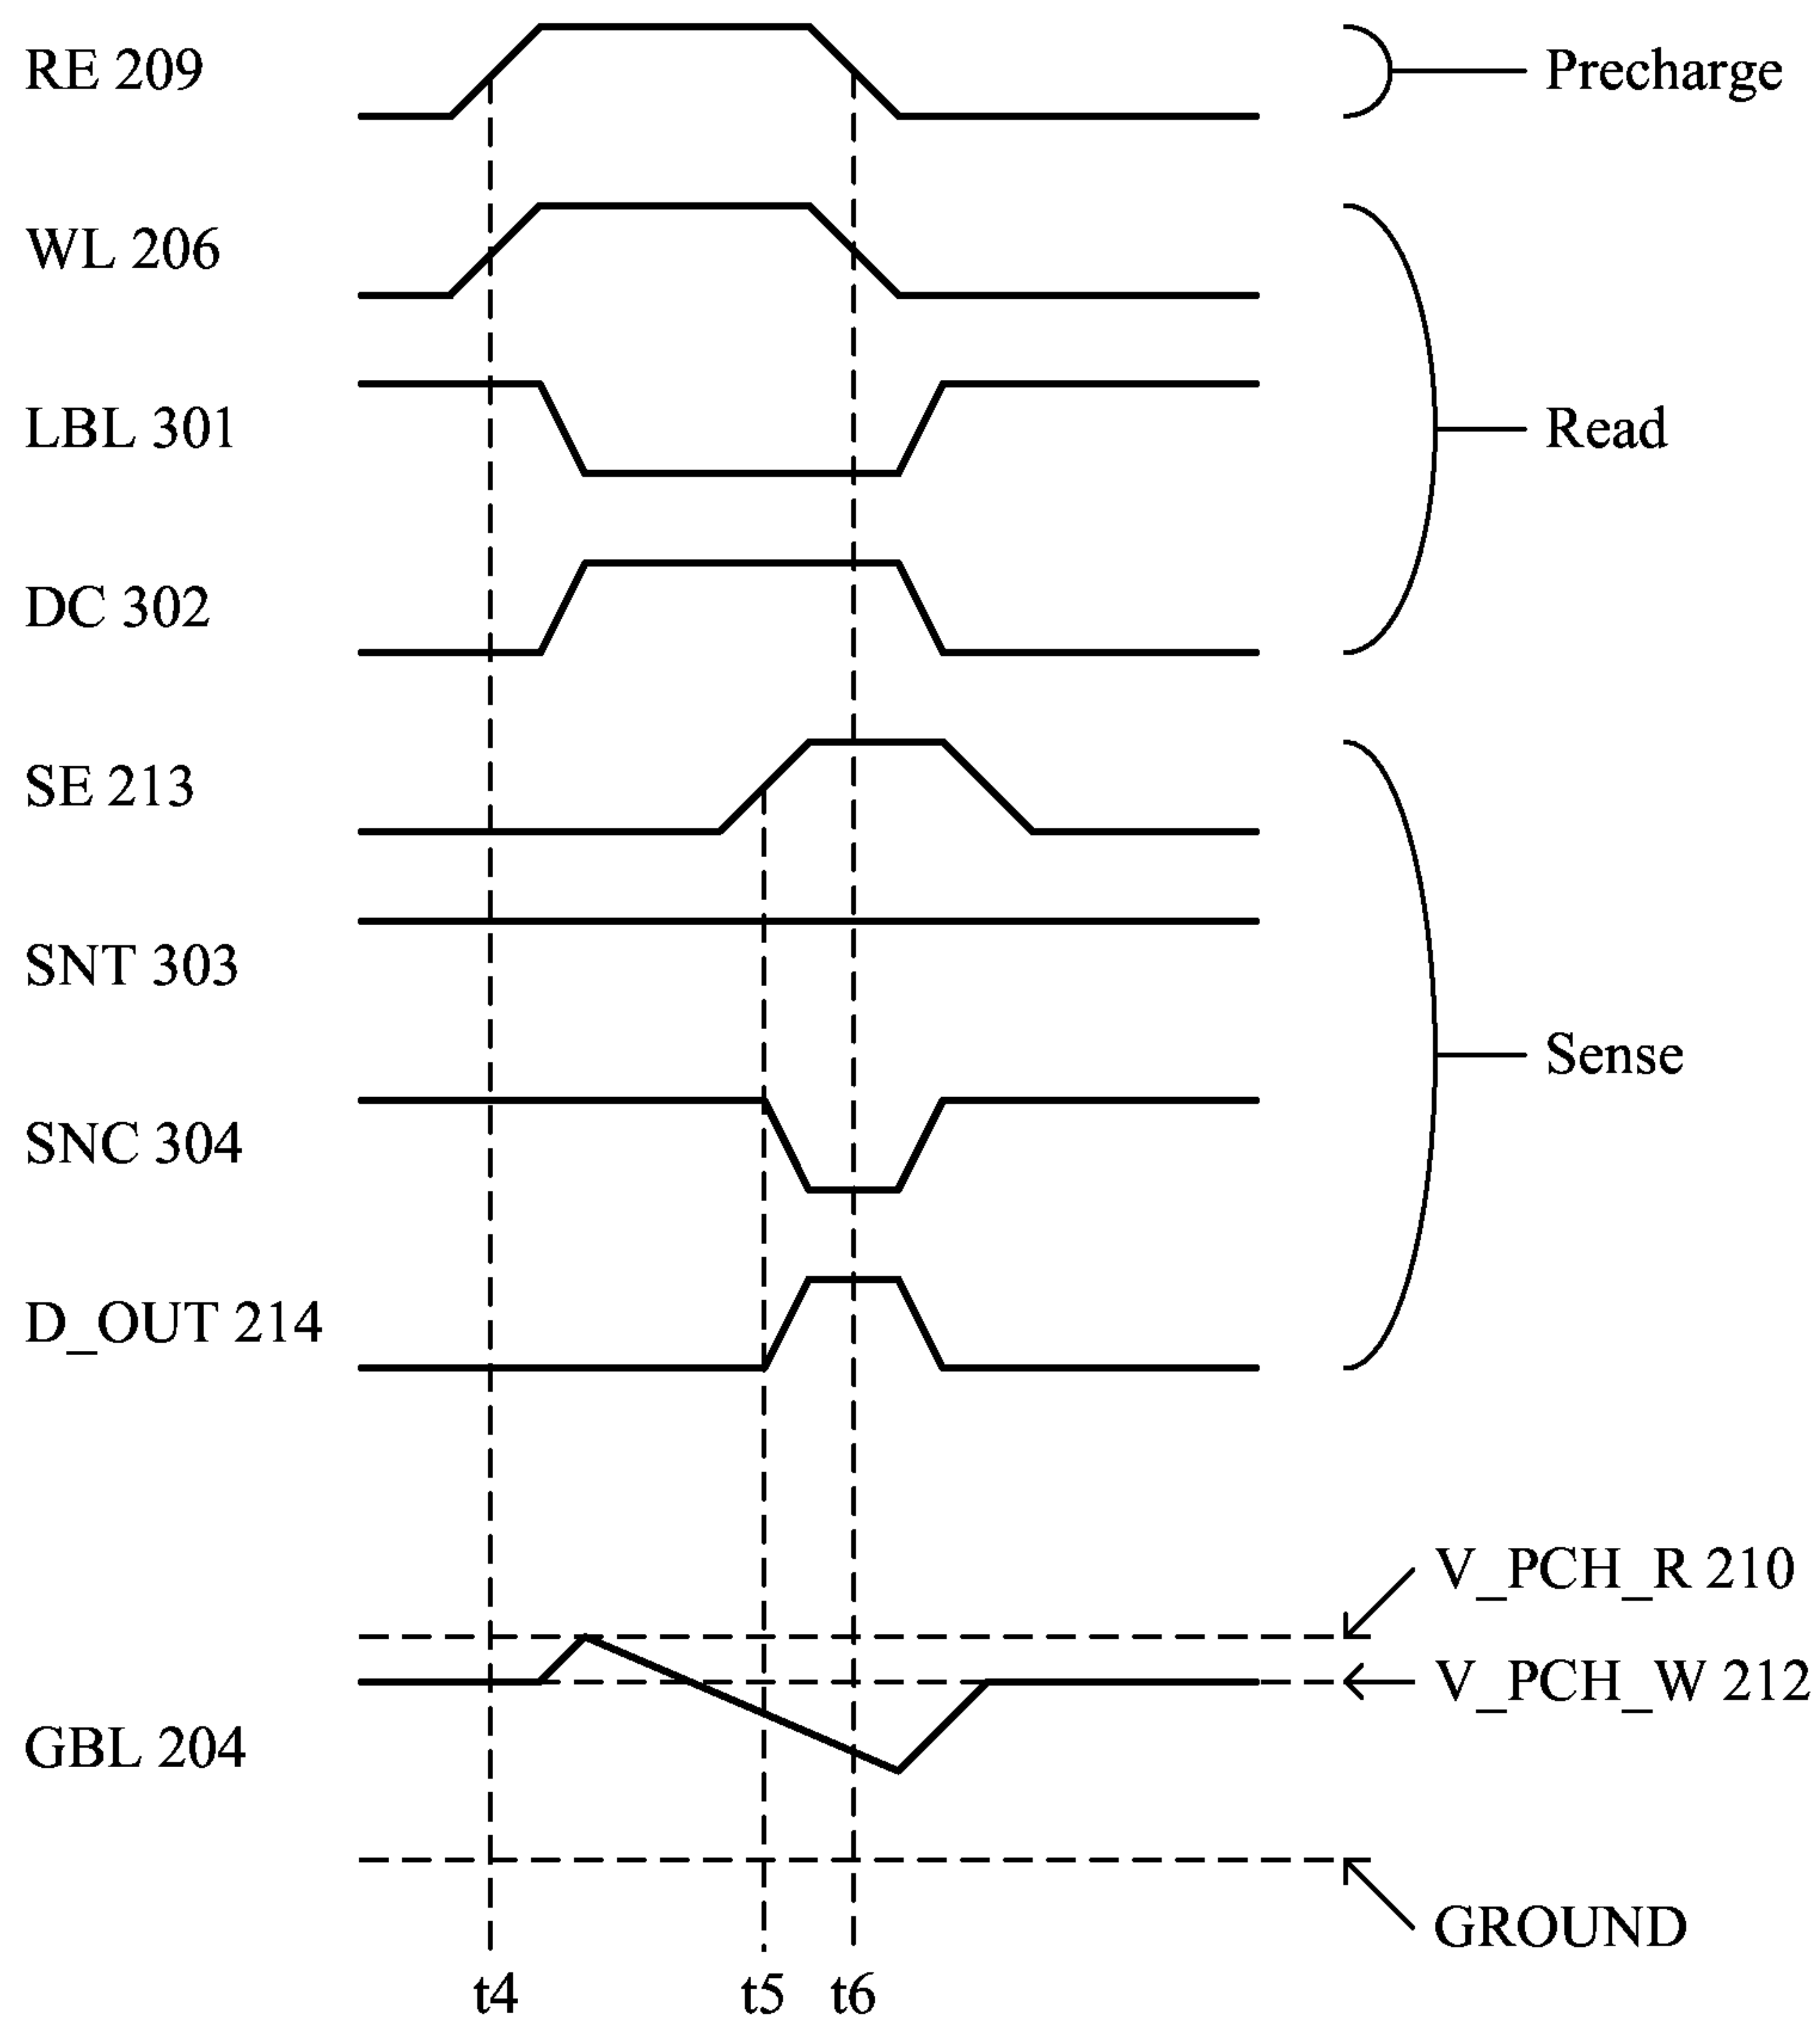 RE 209
Precharge
WL 206
LBL 301
Read
DC 302
SE 213
SNT 303
Sense
SNC 304
D_OUT 214
V_PCH_R 210
V_PCH_W 212
GBL 204
GROUND
t4 t5 t6